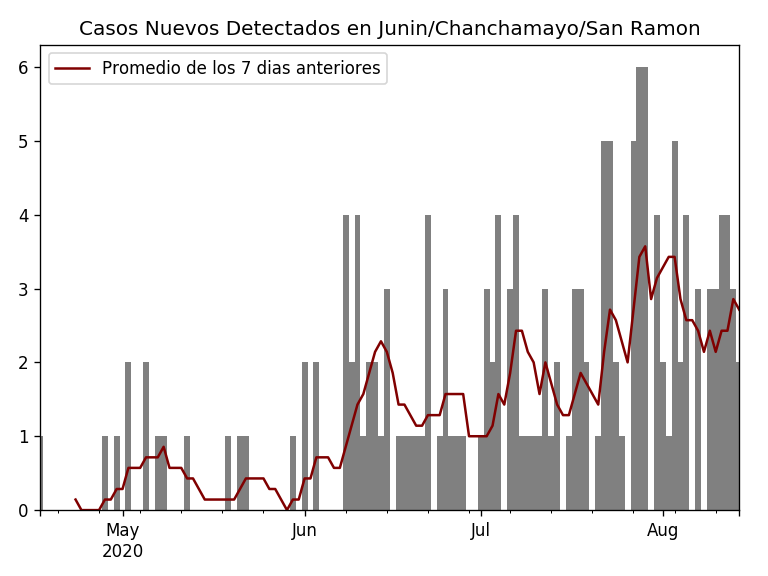 Casos Nuevos Detectados en Junin/Chanchamayo/San Ramon
Promedio de los 7 dias anteriores
6
5
4
3
2
1
0
May
2020
Jun
Jul
Aug